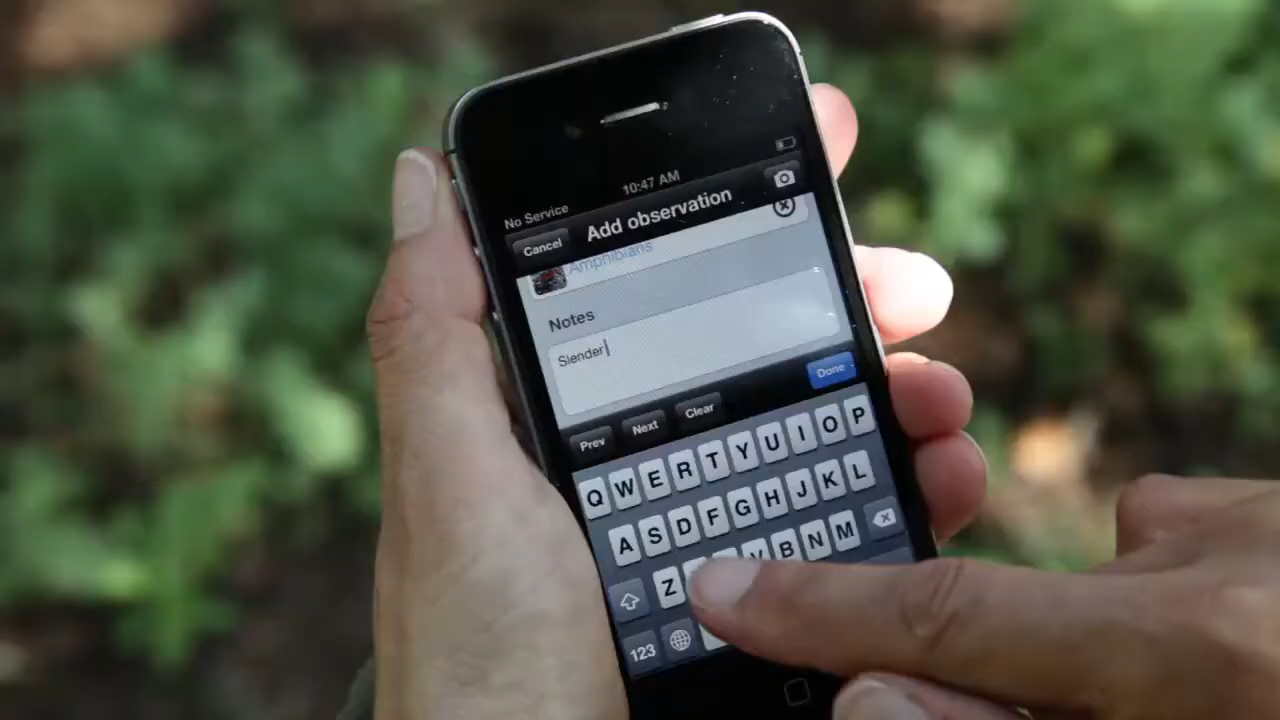 10:47 AM
No Service
Cancel
Add observation
Amphibians
Notes
Slender
Done
Prev Next Clear
Q W E R T Y U I O P
A S D F G H J K L
Z V B N M
123